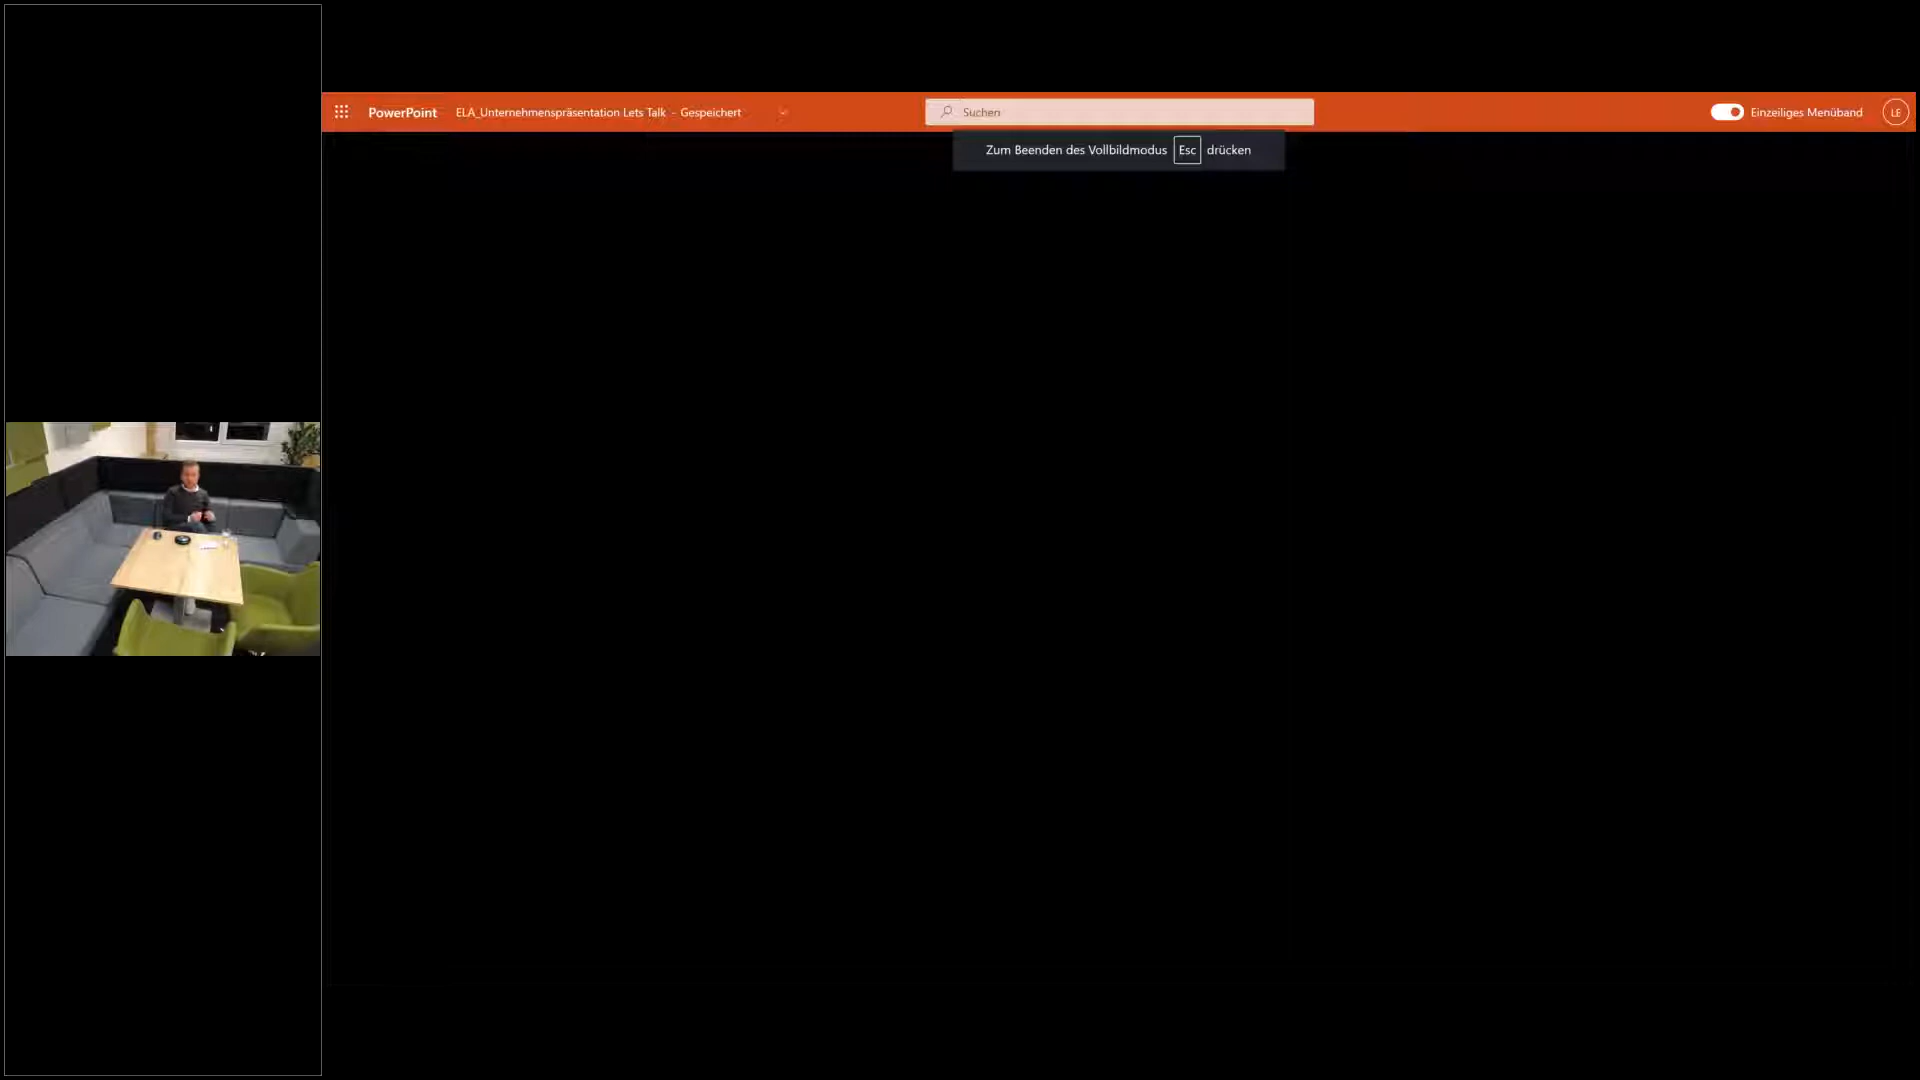 PowerPoint ELA_Unternehmenspräsentation Lets Talk - Gespeichert Suchen Einzeiliges Menüband LE
Zum Beenden des Vollbildmodus Esc drücken